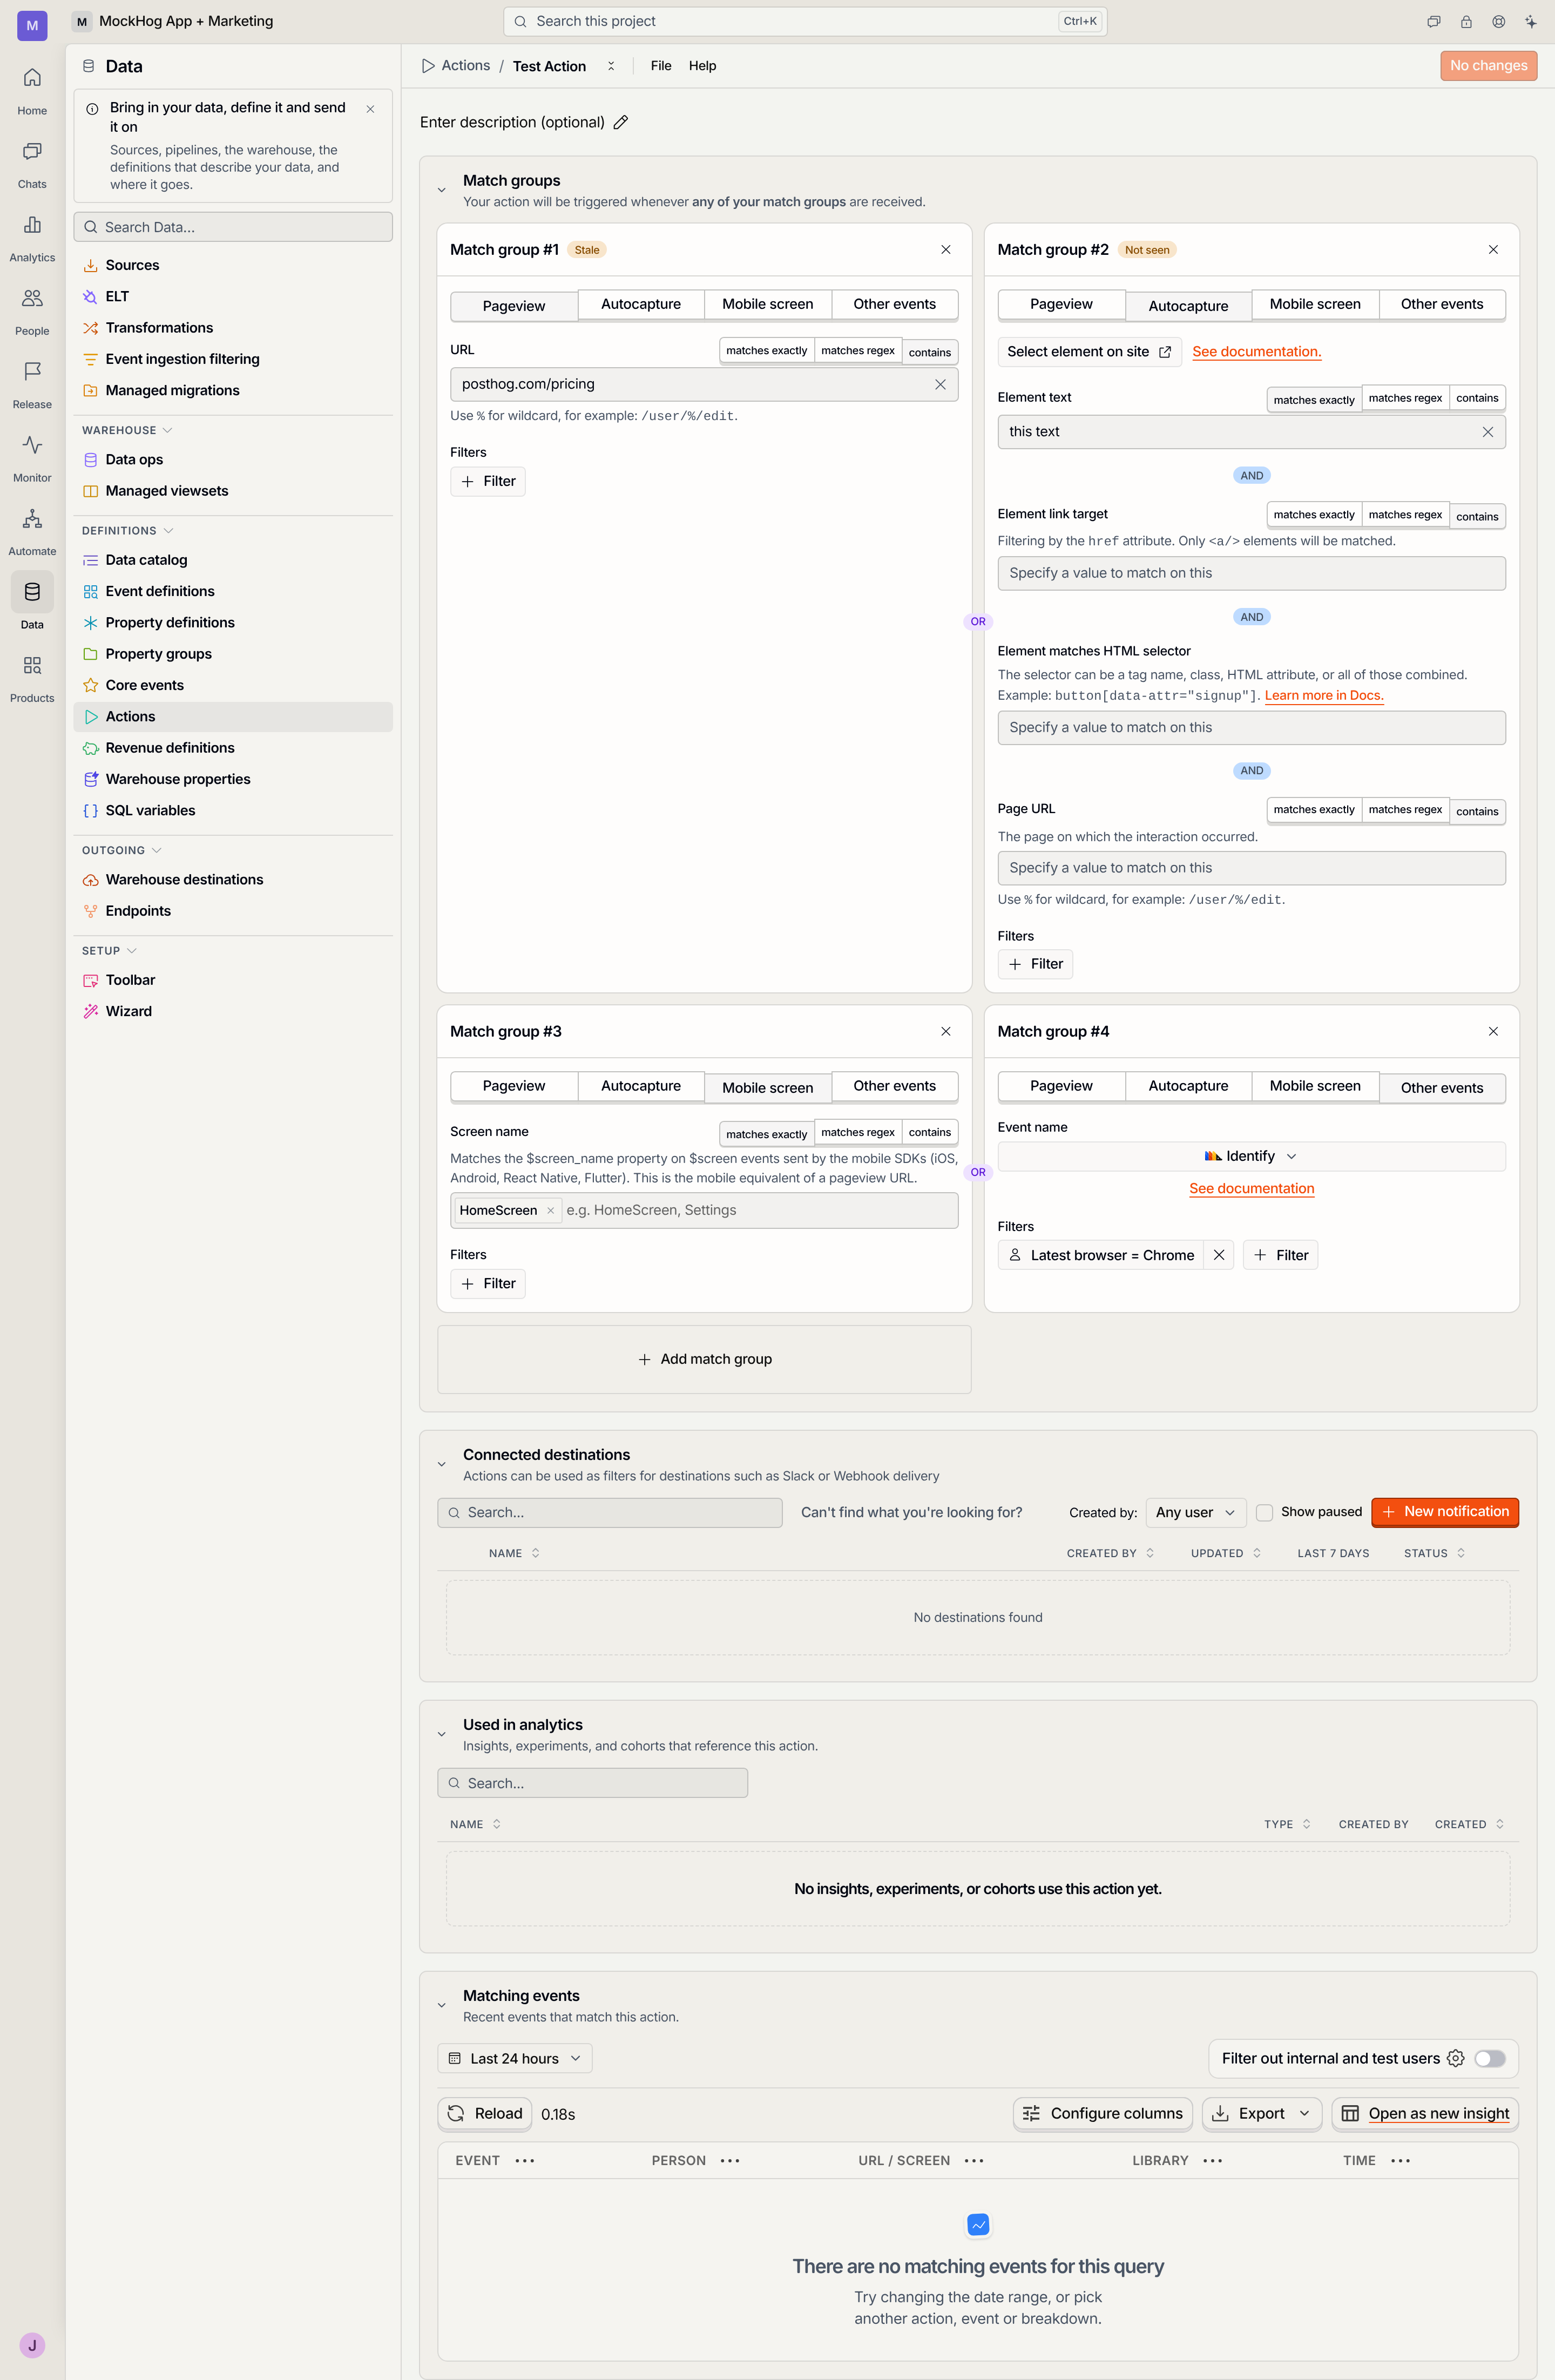 M
M MockHog App + Marketing
Search this project
Ctrl+K
Home
Chats
Analytics
People
Release
Monitor
Automate
Data
Products
J
Data
Bring in your data, define it and send
it on
Sources, pipelines, the warehouse, the
definitions that describe your data, and
where it goes.
Search Data...
Sources
ELT
Transformations
Event ingestion filtering
Managed migrations
WAREHOUSE
Data ops
Managed viewsets
DEFINITIONS
Data catalog
Event definitions
Property definitions
Property groups
Core events
Actions
Revenue definitions
Warehouse properties
SQL variables
OUTGOING
Warehouse destinations
Endpoints
SETUP
Toolbar
Wizard
Actions / Test Action File Help No changes
Enter description (optional)
Match groups
Your action will be triggered whenever any of your match groups are received.
Match group #1 Stale
Pageview Autocapture Mobile screen Other events
URL matches exactly matches regex contains
posthog.com/pricing
Use % for wildcard, for example: /user/%/edit.
Filters
Filter
OR
Match group #2 Not seen
Pageview Autocapture Mobile screen Other events
Select element on site See documentation.
Element text matches exactly matches regex contains
this text
AND
Element link target matches exactly matches regex contains
Filtering by the href attribute. Only <a/> elements will be matched.
Specify a value to match on this
AND
Element matches HTML selector
The selector can be a tag name, class, HTML attribute, or all of those combined.
Example: button[data-attr="signup"]. Learn more in Docs.
Specify a value to match on this
AND
Page URL matches exactly matches regex contains
The page on which the interaction occurred.
Specify a value to match on this
Use % for wildcard, for example: /user/%/edit.
Filters
Filter
Match group #3
Pageview Autocapture Mobile screen Other events
Screen name matches exactly matches regex contains
Matches the $screen_name property on $screen events sent by the mobile SDKs (iOS,
Android, React Native, Flutter). This is the mobile equivalent of a pageview URL.
HomeScreen e.g. HomeScreen, Settings
Filters
Filter
OR
Match group #4
Pageview Autocapture Mobile screen Other events
Event name
Identify
See documentation
Filters
Latest browser = Chrome Filter
Add match group
Connected destinations
Actions can be used as filters for destinations such as Slack or Webhook delivery
Search... Can't find what you're looking for? Created by: Any user Show paused New notification
NAME CREATED BY UPDATED LAST 7 DAYS STATUS
No destinations found
Used in analytics
Insights, experiments, and cohorts that reference this action.
Search...
NAME TYPE CREATED BY CREATED
No insights, experiments, or cohorts use this action yet.
Matching events
Recent events that match this action.
Last 24 hours Filter out internal and test users
Reload 0.18s Configure columns Export Open as new insight
EVENT PERSON URL / SCREEN LIBRARY TIME
There are no matching events for this query
Try changing the date range, or pick
another action, event or breakdown.